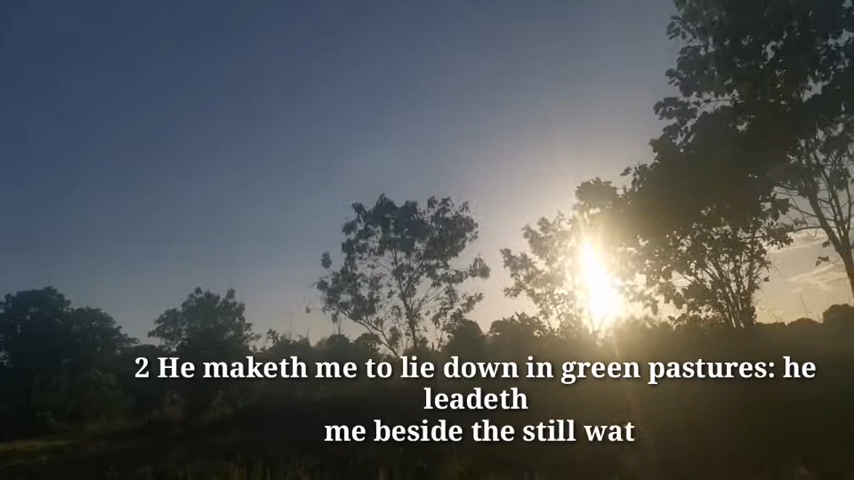 2 He maketh me to lie down in green pastures: he
leadeth
me beside the still wat